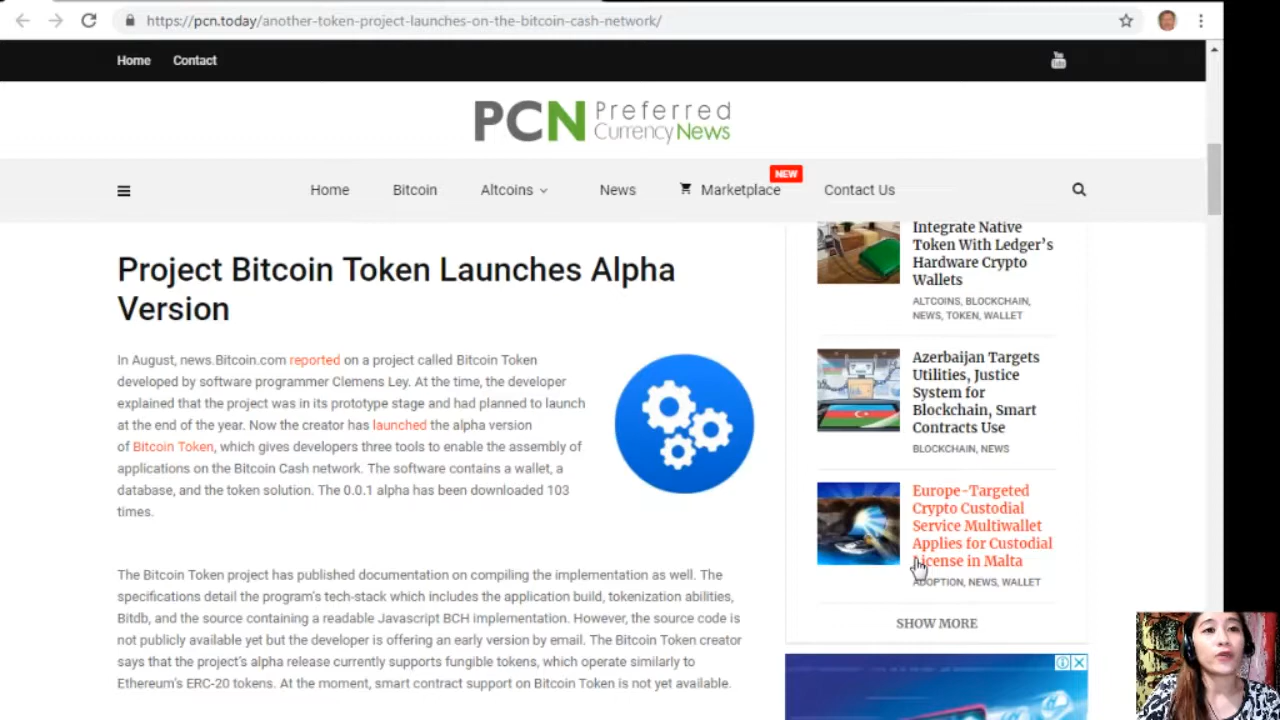 https://pcn.today/another-token-project-launches-on-the-bitcoin-cash-network/
Home Contact
You
PCN Preferred
Currency News
NEW
Home Bitcoin Altcoins News Marketplace Contact Us
Project Bitcoin Token Launches Alpha
Version
In August, news.Bitcoin.com reported on a project called Bitcoin Token
developed by software programmer Clemens Ley. At the time, the developer
explained that the project was in its prototype stage and had planned to launch
at the end of the year. Now the creator has launched the alpha version
of Bitcoin Token, which gives developers three tools to enable the assembly of
applications on the Bitcoin Cash network. The software contains a wallet, a
database, and the token solution. The 0.0.1 alpha has been downloaded 103
times.
The Bitcoin Token project has published documentation on compiling the implementation as well. The
specifications detail the program's tech-stack which includes the application build, tokenization abilities,
Bitdb, and the source containing a readable Javascript BCH implementation. However, the source code is
not publicly available yet but the developer is offering an early version by email. The Bitcoin Token creator
says that the project's alpha release currently supports fungible tokens, which operate similarly to
Ethereum's ERC-20 tokens. At the moment, smart contract support on Bitcoin Token is not yet available.
Integrate Native
Token With Ledger's
Hardware Crypto
Wallets
ALTCOINS, BLOCKCHAIN,
NEWS, TOKEN, WALLET
Azerbaijan Targets
Utilities, Justice
System for
Blockchain, Smart
Contracts Use
BLOCKCHAIN, NEWS
Europe-Targeted
Crypto Custodial
Service Multiwallet
Applies for Custodial
License in Malta
ADOPTION, NEWS, WALLET
SHOW MORE